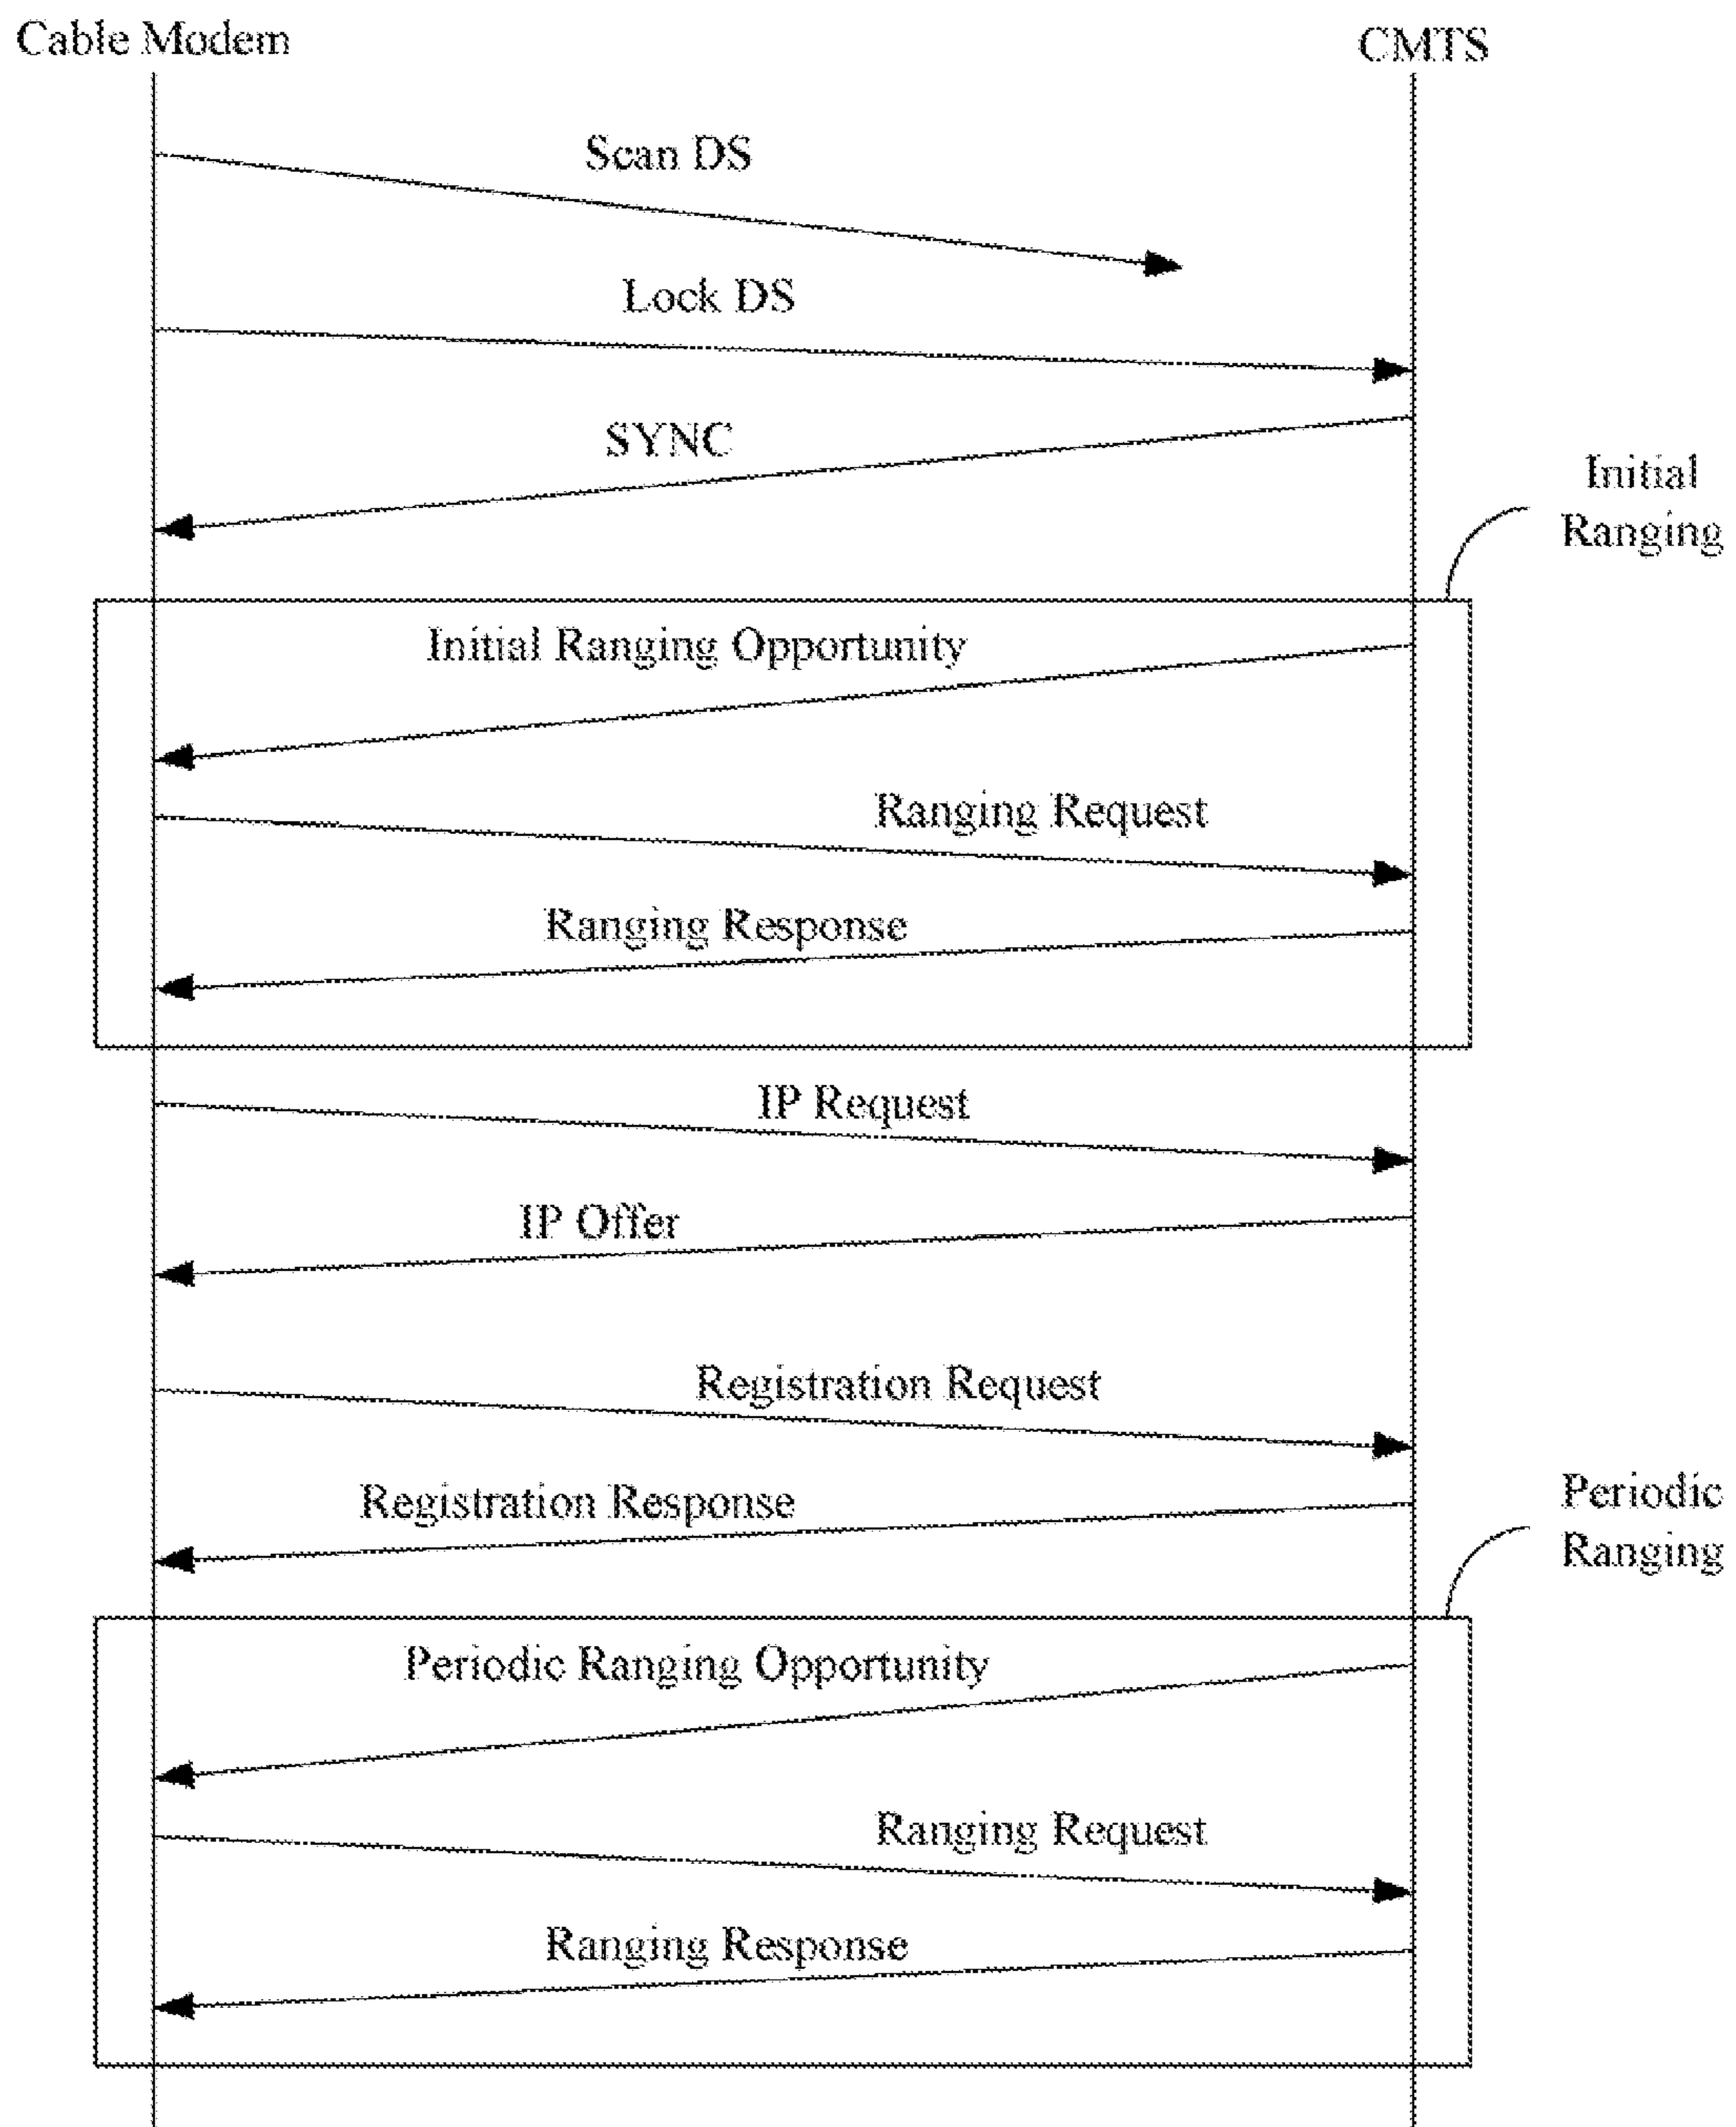 Cable Modem
CMTS
Scan DS
Lock DS
SYNC
Initial
Ranging
Initial Ranging Opportunity
Ranging Request
Ranging Response
IP Request
IP Offer
Registration Request
Registration Response
Periodic
Ranging
Periodic Ranging Opportunity
Ranging Request
Ranging Response